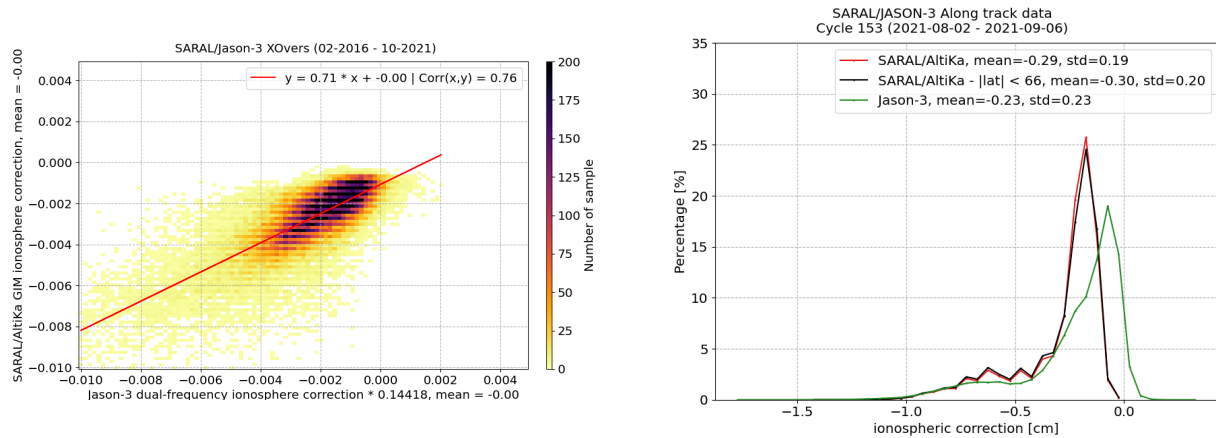 SARAL/Jason-3 XOvers (02-2016 - 10-2021)
SARAL/AltiKa GIM ionosphere correction, mean = -0.00
0.004
0.002
0.000
−0.002
−0.004
−0.006
−0.008
−0.010
y = 0.71 * x + -0.00 | Corr(x,y) = 0.76
−0.010 −0.008 −0.006 −0.004 −0.002 0.000 0.002 0.004
Jason-3 dual-frequency ionosphere correction * 0.14418, mean = -0.00
200
175
150
125
100
75
50
25
0
Number of sample
SARAL/JASON-3 Along track data
Cycle 153 (2021-08-02 - 2021-09-06)
Percentage [%]
35
30
25
20
15
10
5
0
SARAL/AltiKa, mean=-0.29, std=0.19
SARAL/AltiKa - ||lat| < 66, mean=-0.30, std=0.20
Jason-3, mean=-0.23, std=0.23
−1.5 −1.0 −0.5 0.0
ionospheric correction [cm]